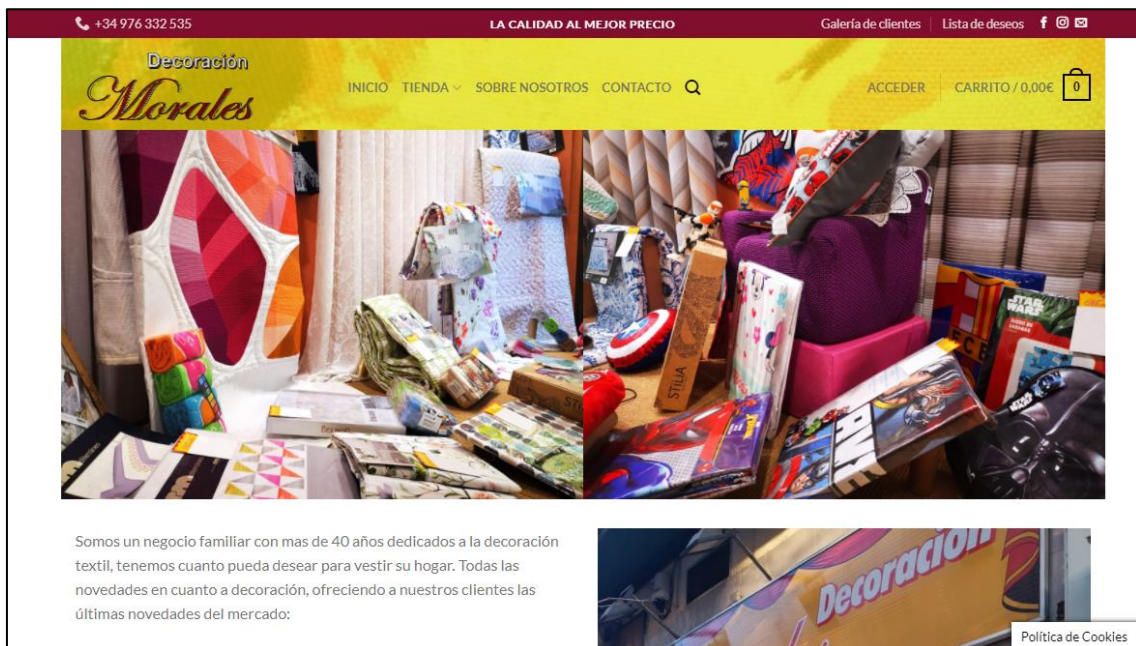 +34 976 332 535
LA CALIDAD AL MEJOR PRECIO
Galería de clientes
Lista de deseos
Decoración
Morales
INICIO
TIENDA
SOBRE NOSOTROS
CONTACTO
ACCEDER
CARRITO / 0,00€
0
STILIA
STAR
WARS
STAR
WARS
Somos un negocio familiar con mas de 40 años dedicados a la decoración
textil, tenemos cuanto pueda desear para vestir su hogar. Todas las
novedades en cuanto a decoración, ofreciendo a nuestros clientes las
últimas novedades del mercado:
Decoración
Política de Cookies